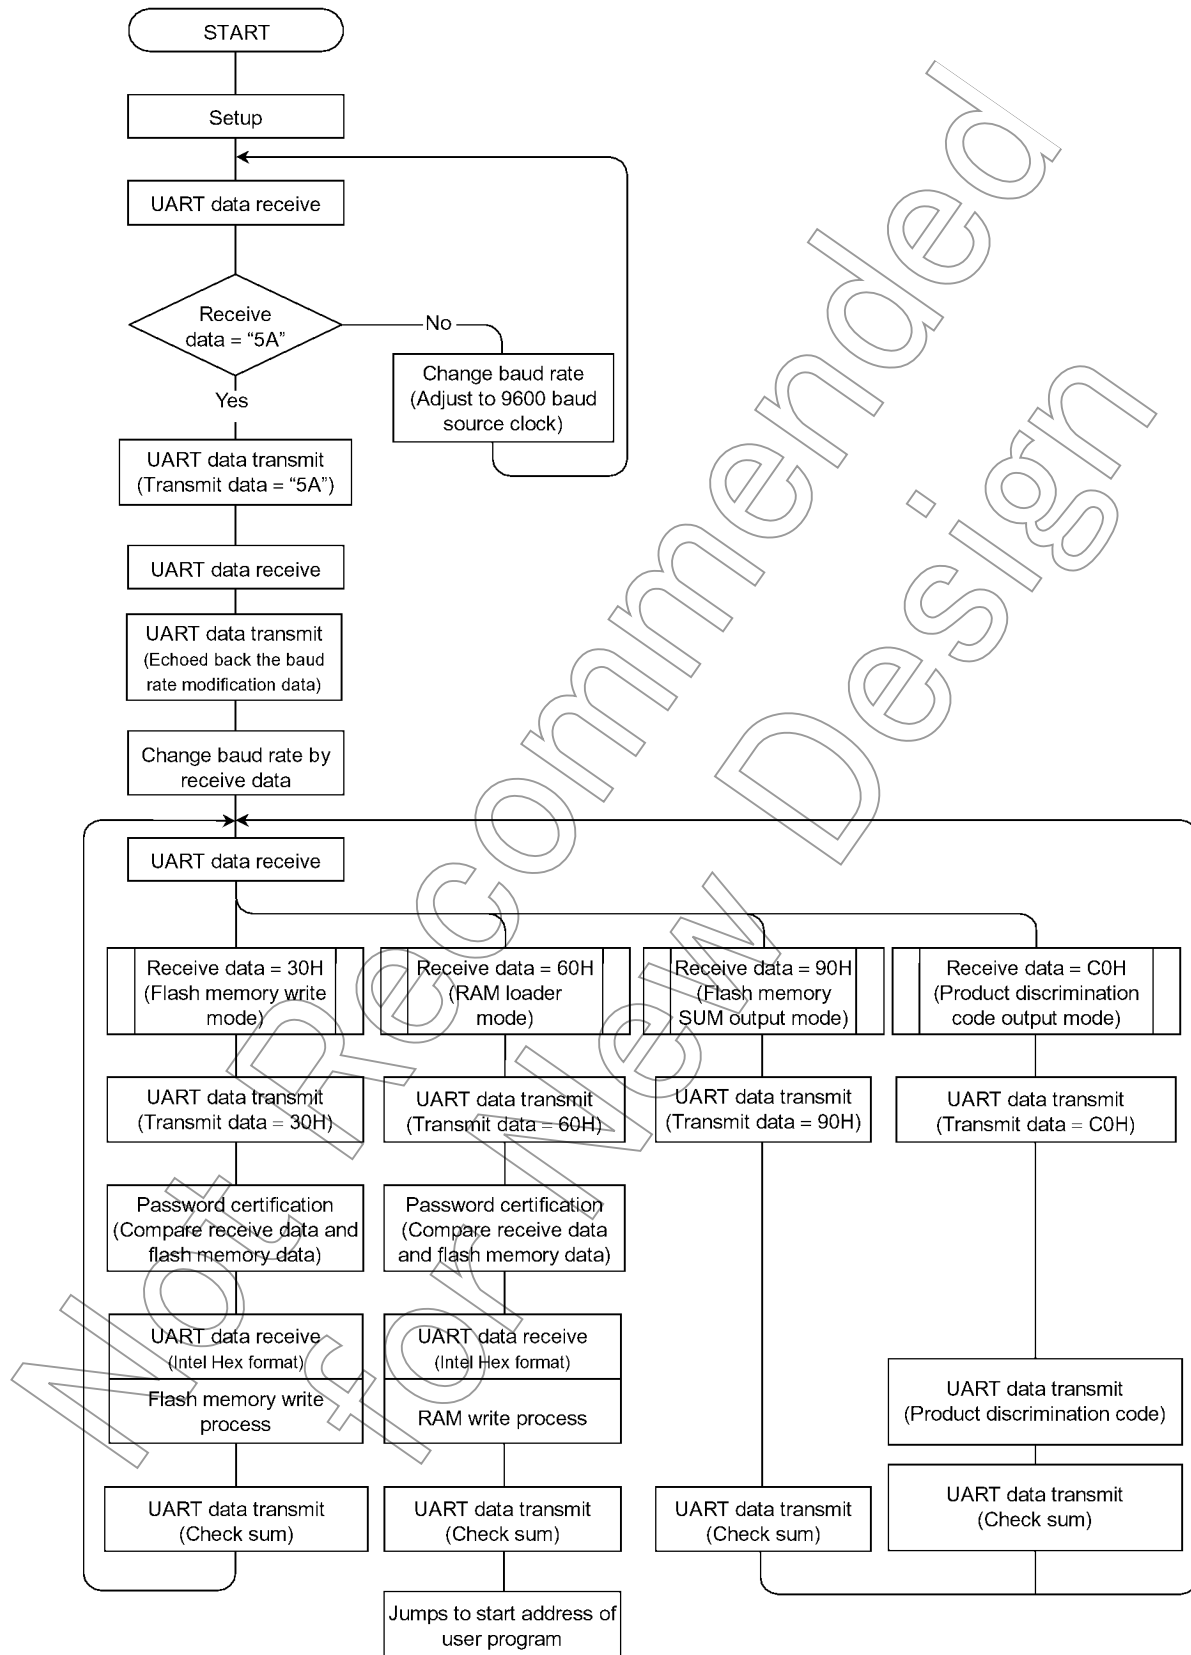 START
Setup
UART data receive
Receive
data = “5A”
No
Change baud rate
(Adjust to 9600 baud
source clock)
Yes
UART data transmit
(Transmit data = “5A”)
UART data receive
UART data transmit
(Echoed back the baud
rate modification data)
Change baud rate by
receive data
UART data receive
Receive data = 30H
(Flash memory write
mode)
Receive data = 60H
(RAM loader
mode)
Receive data = 90H
(Flash memory
SUM output mode)
Receive data = C0H
(Product discrimination
code output mode)
UART data transmit
(Transmit data = 30H)
UART data transmit
(Transmit data = 60H)
UART data transmit
(Transmit data = 90H)
UART data transmit
(Transmit data = C0H)
Password certification
(Compare receive data and
flash memory data)
Password certification
(Compare receive data
and flash memory data)
UART data receive
(Intel Hex format)
Flash memory write
process
UART data receive
(Intel Hex format)
RAM write process
UART data transmit
(Product discrimination code)
UART data transmit
(Check sum)
UART data transmit
(Check sum)
UART data transmit
(Check sum)
UART data transmit
(Check sum)
Jumps to start address of
user program
Not Recommended
for New Design